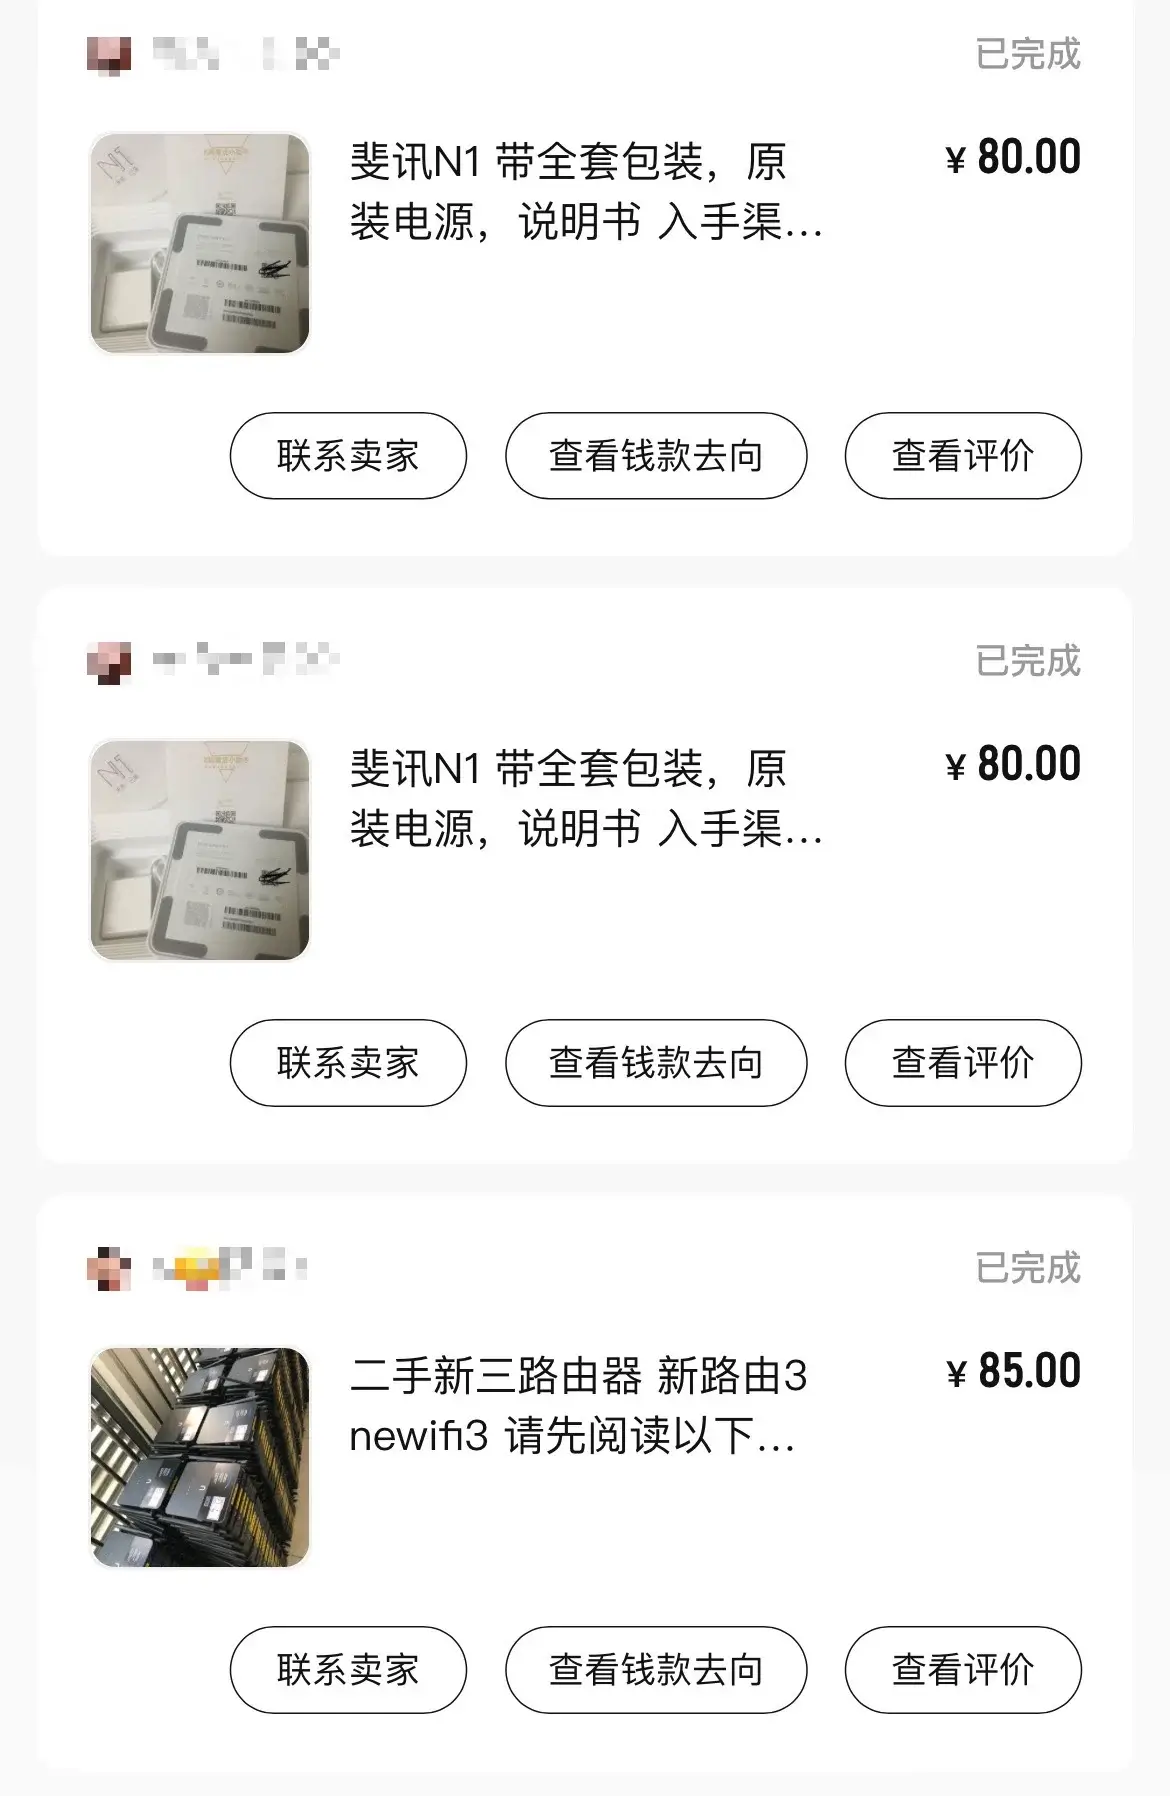 已完成
斐讯N1 带全套包装，原
装电源，说明书 入手渠...
¥ 80.00
联系卖家
查看钱款去向
查看评价
已完成
斐讯N1 带全套包装，原
装电源，说明书 入手渠...
¥ 80.00
联系卖家
查看钱款去向
查看评价
已完成
二手新三路由器 新路由3
newifi3 请先阅读以下...
¥ 85.00
联系卖家
查看钱款去向
查看评价